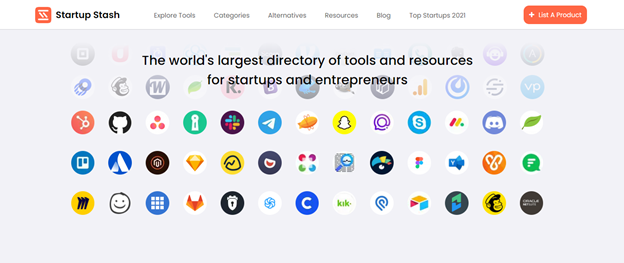 Startup Stash
Explore Tools
Categories
Alternatives
Resources
Blog
Top Startups 2021
+ List A Product
The world's largest directory of tools and resources
for startups and entrepreneurs
vp
kik·